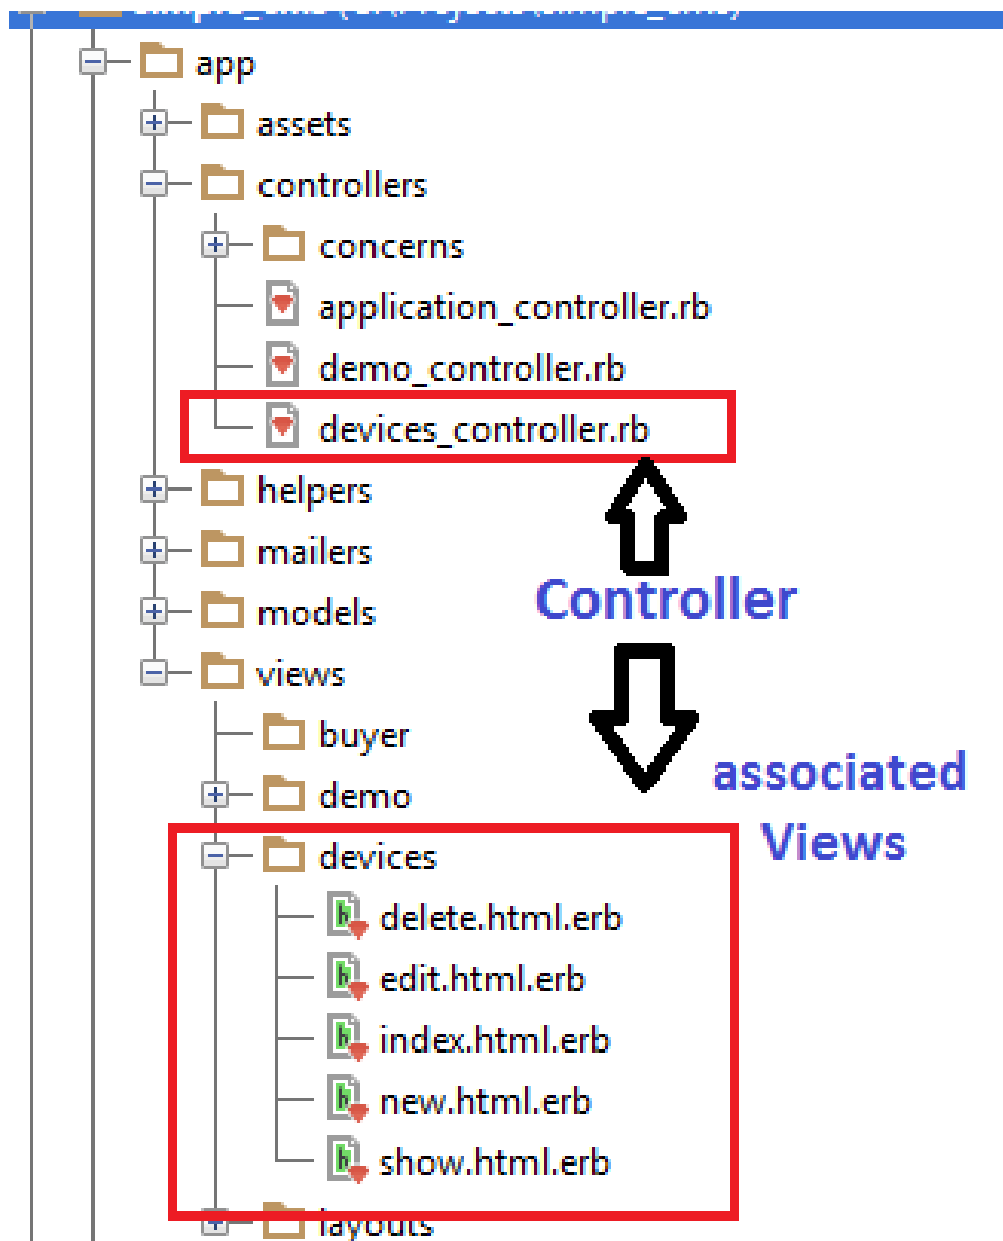 app
assets
controllers
concerns
application_controller.rb
demo_controller.rb
devices_controller.rb
helpers
mailers
models
Controller
views
buyer
demo
associated
Views
devices
delete.html.erb
edit.html.erb
index.html.erb
new.html.erb
show.html.erb
layouts